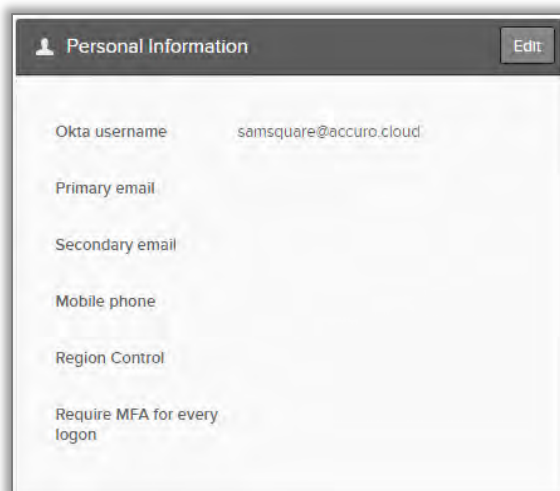 Personal Information
Edit
Okta username samsquare@accuro.cloud
Primary email
Secondary email
Mobile phone
Region Control
Require MFA for every
logon